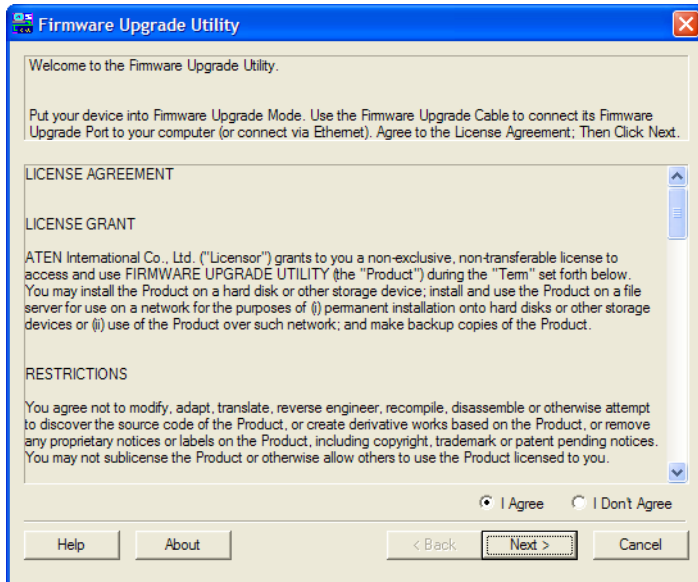 Firmware Upgrade Utility
Welcome to the Firmware Upgrade Utility.
Put your device into Firmware Upgrade Mode. Use the Firmware Upgrade Cable to connect its Firmware
Upgrade Port to your computer (or connect via Ethernet). Agree to the License Agreement; Then Click Next.
LICENSE AGREEMENT
LICENSE GRANT
ATEN International Co., Ltd. ("Licensor") grants to you a non-exclusive, non-transferable license to
access and use FIRMWARE UPGRADE UTILITY (the "Product") during the "Term" set forth below.
You may install the Product on a hard disk or other storage device; install and use the Product on a file
server for use on a network for the purposes of (i) permanent installation onto hard disks or other storage
devices or (ii) use of the Product over such network; and make backup copies of the Product.
RESTRICTIONS
You agree not to modify, adapt, translate, reverse engineer, recompile, disassemble or otherwise attempt
to discover the source code of the Product, or create derivative works based on the Product, or remove
any proprietary notices or labels on the Product, including copyright, trademark or patent pending notices.
You may not sublicense the Product or otherwise allow others to use the Product licensed to you.
I Agree I Don't Agree
Help About < Back Next > Cancel